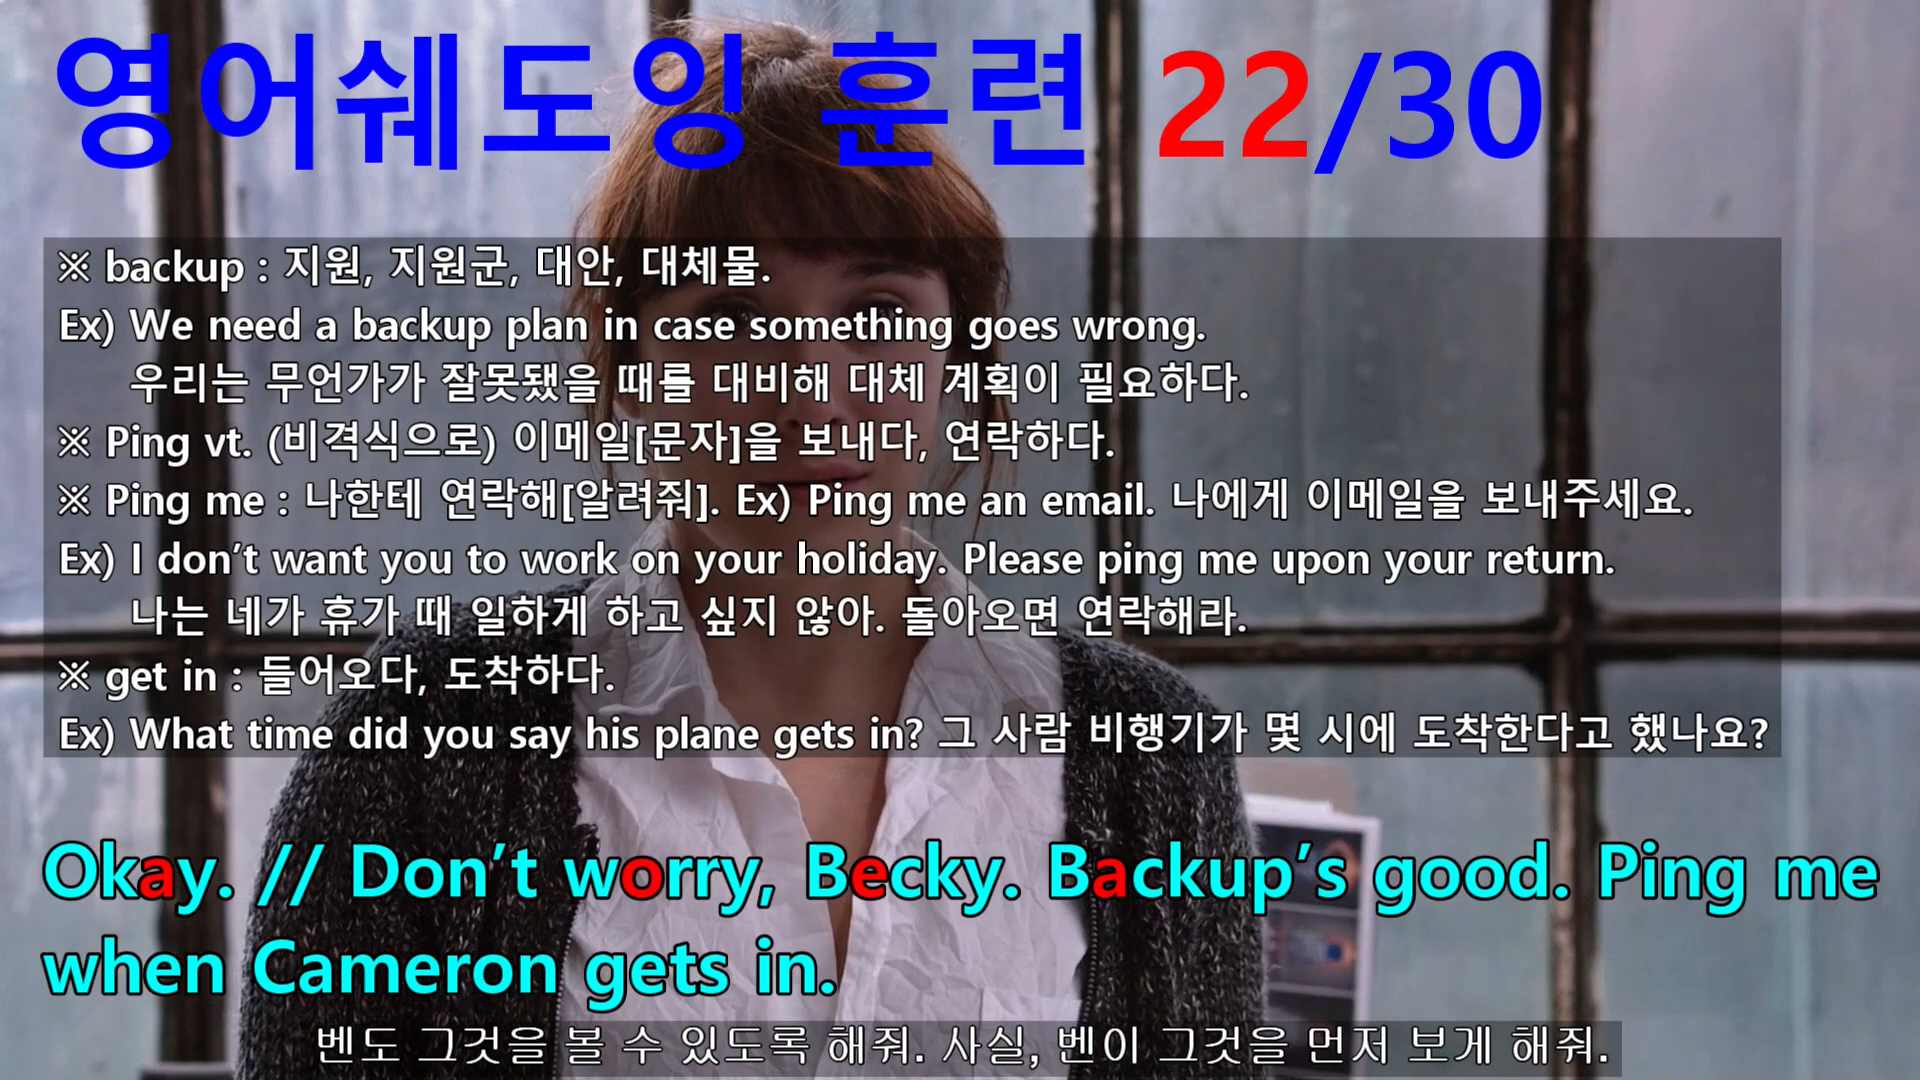 영어쉐도잉 훈련 22/30
※ backup : 지원, 지원군, 대안, 대체물.
Ex) We need a backup plan in case something goes wrong.
우리는 무언가가 잘못됐을 때를 대비해 대체 계획이 필요하다.
※ Ping vt. (비격식으로) 이메일[문자]을 보내다, 연락하다.
※ Ping me : 나한테 연락해[알려줘]. Ex) Ping me an email. 나에게 이메일을 보내주세요.
Ex) I don’t want you to work on your holiday. Please ping me upon your return.
나는 네가 휴가 때 일하게 하고 싶지 않아. 돌아오면 연락해라.
※ get in : 들어오다, 도착하다.
Ex) What time did you say his plane gets in? 그 사람 비행기가 몇 시에 도착한다고 했나요?
Okay. // Don’t worry, Becky. Backup’s good. Ping me
when Cameron gets in.
벤도 그것을 볼 수 있도록 해줘. 사실, 벤이 그것을 먼저 보게 해줘.